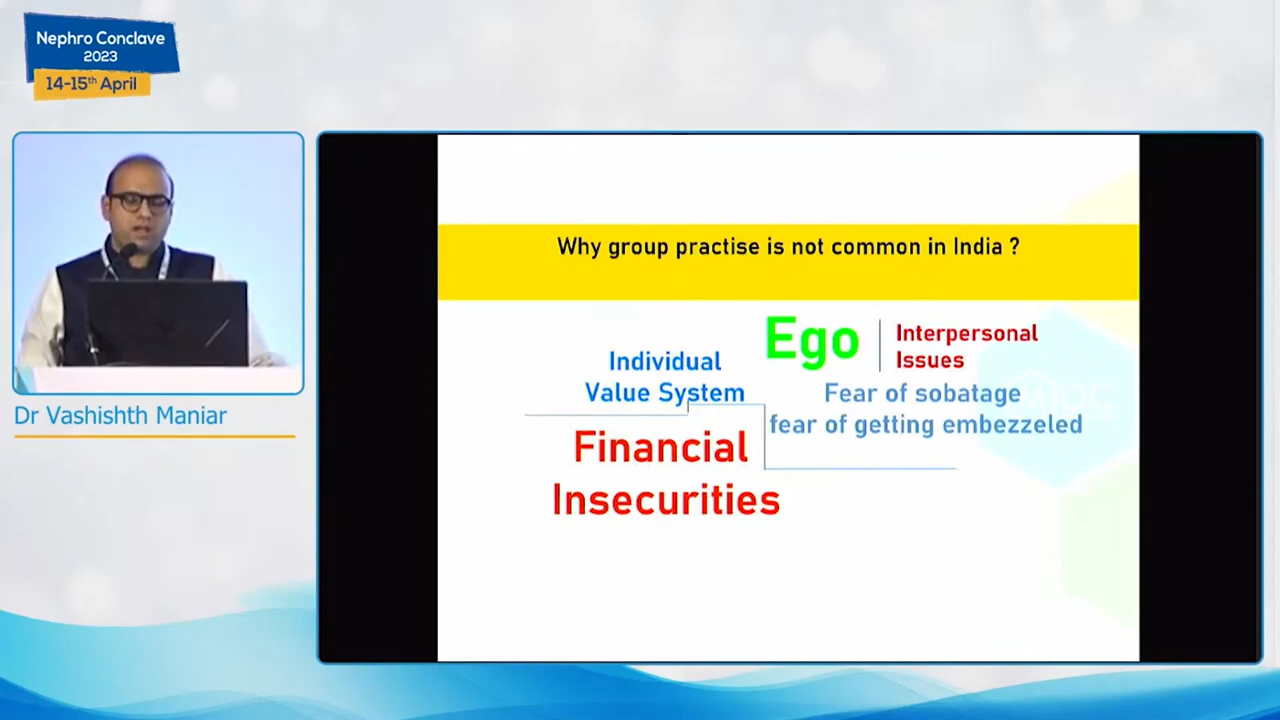 Nephro Conclave
2023
14-15th April
Dr Vashishth Maniar
Why group practise is not common in India ?
Ego
Interpersonal
Issues
Individual
Value System
Fear of sobatage
fear of getting embezzeled
Financial
Insecurities